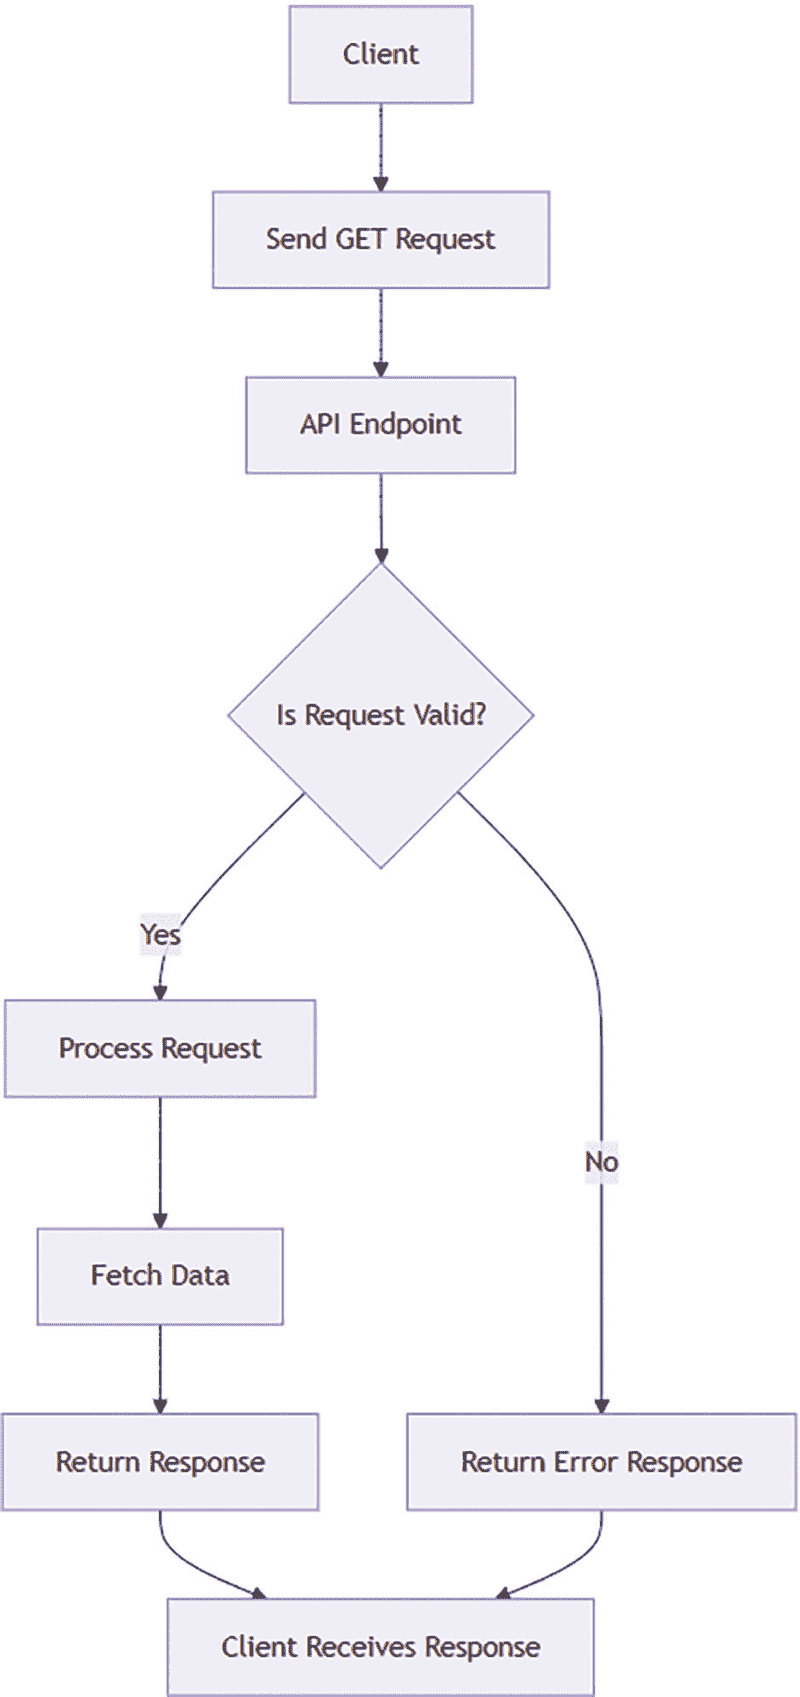 Client
Send GET Request
API Endpoint
Is Request Valid?
Yes
Process Request
No
Fetch Data
Return Response
Return Error Response
Client Receives Response